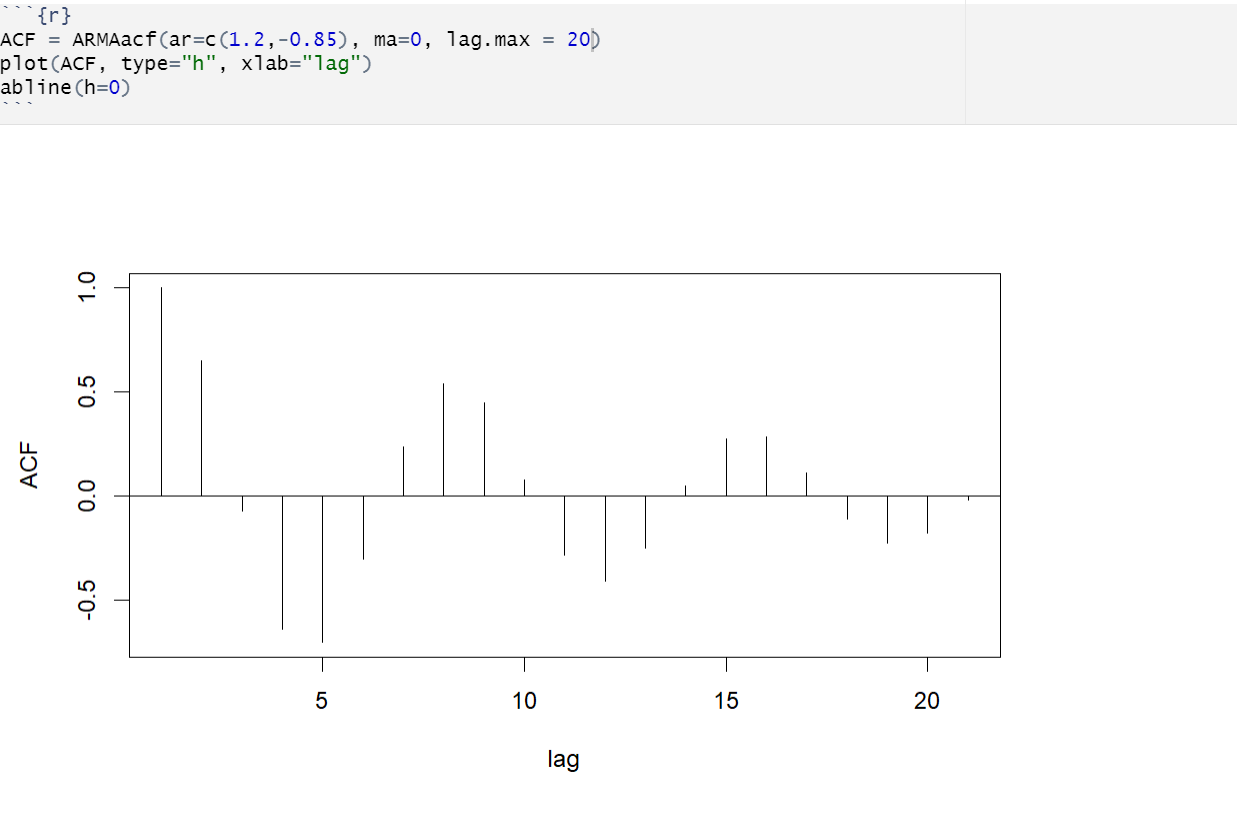 ```{r}
ACF = ARMAacf(ar=c(1.2,-0.85), ma=0, lag.max = 20)
plot(ACF, type="h", xlab="lag")
abline(h=0)
```
1.0
0.5
0.0
-0.5
ACF
5 10 15 20
lag